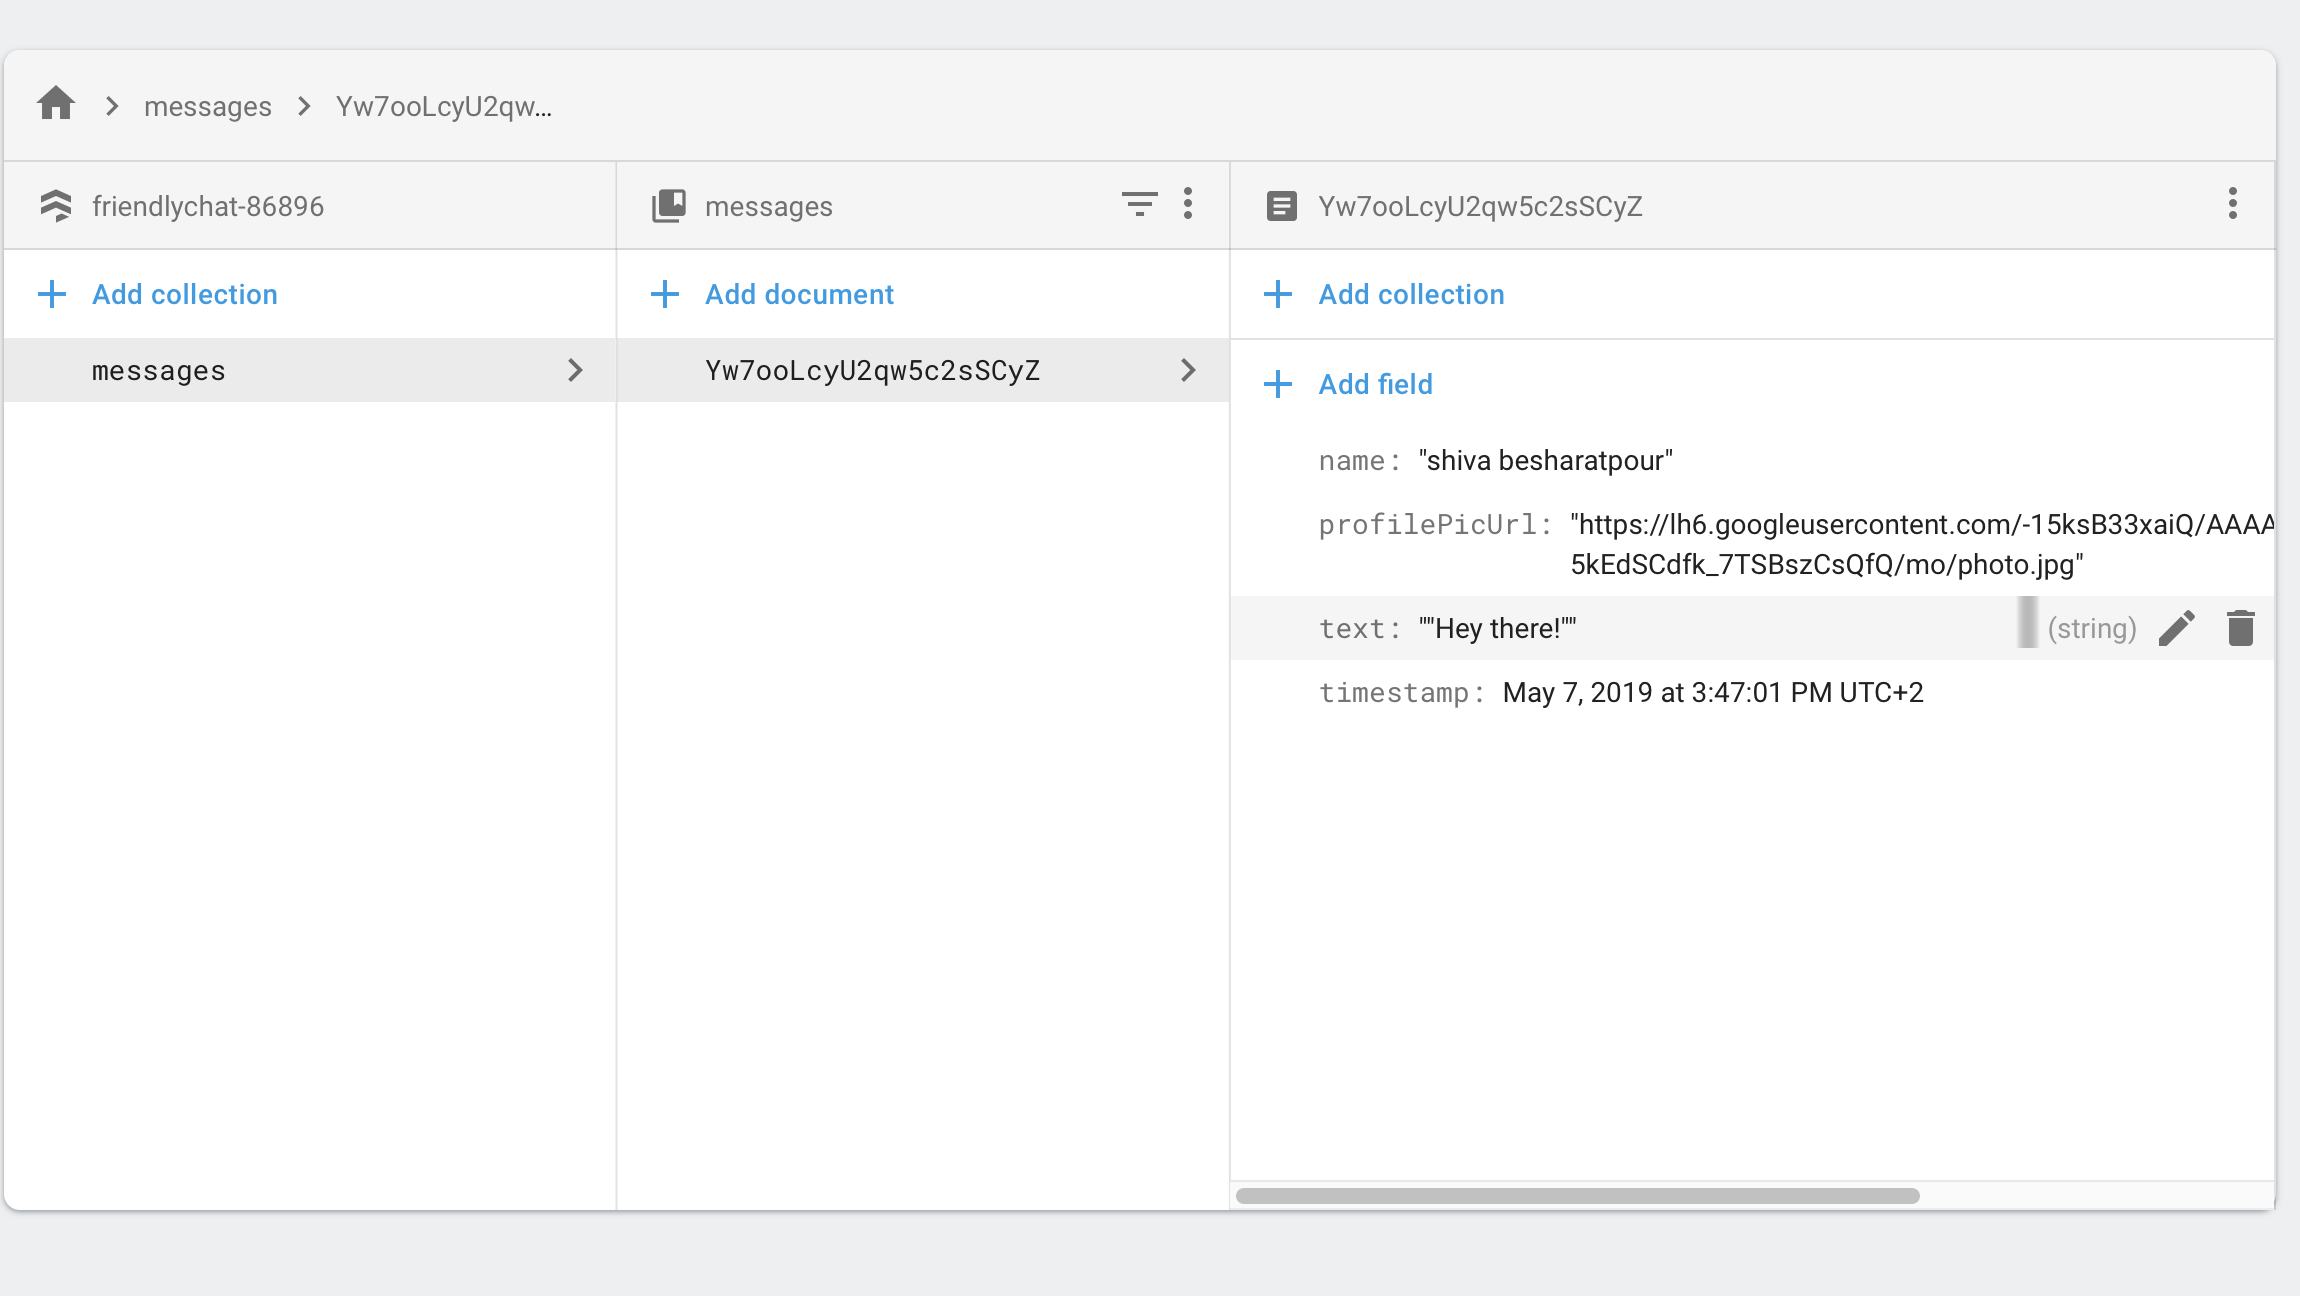 messages Yw7ooLcyU2qw...
friendlychat-86896
Add collection
messages
messages
Add document
Yw7ooLcyU2qw5c2sSCyZ
Yw7ooLcyU2qw5c2sSCyZ
Add collection
Add field
name: "shiva besharatpour"
profilePicUrl: "https://lh6.googleusercontent.com/-15ksB33xaiQ/AAAA
5kEdSCdfk_7TSBszCsQfQ/mo/photo.jpg"
text: ""Hey there!"" (string)
timestamp: May 7, 2019 at 3:47:01 PM UTC+2